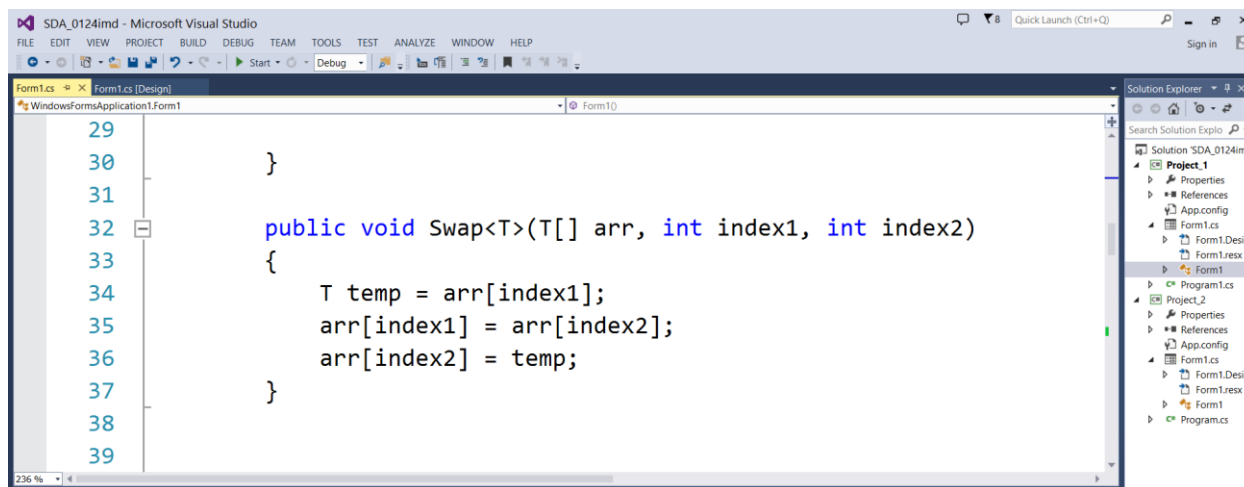 SDA_0124imd - Microsoft Visual Studio
8 Quick Launch (Ctrl+Q)
FILE EDIT VIEW PROJECT BUILD DEBUG TEAM TOOLS TEST ANALYZE WINDOW HELP
Sign in
Start Debug
Form1.cs Form1.cs [Design]
WindowsFormsApplication1.Form1 Form1()
29
30 }
31
32 public void Swap<T>(T[] arr, int index1, int index2)
33 {
34 T temp = arr[index1];
35 arr[index1] = arr[index2];
36 arr[index2] = temp;
37 }
38
39
236 %
Solution Explorer
Search Solution Explo
Solution 'SDA_0124im
C# Project_1
Properties
References
App.config
Form1.cs
Form1.Desi
Form1.resx
Form1
C# Program1.cs
C# Project_2
Properties
References
App.config
Form1.cs
Form1.Desi
Form1.resx
Form1
C# Program.cs